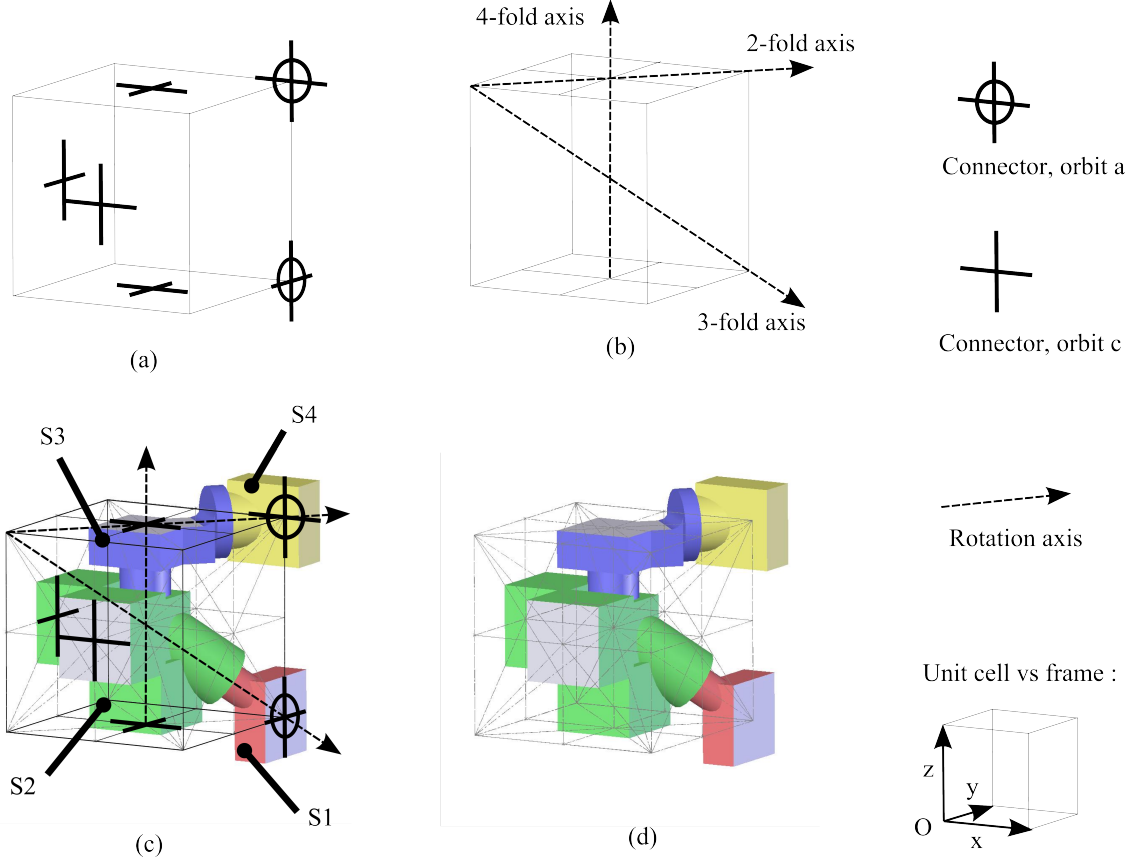 4-fold axis
2-fold axis
3-fold axis
(a)
(b)
Connector, orbit a
Connector, orbit c
S4
S3
S2
S1
(c)
(d)
Rotation axis
Unit cell vs frame :
z
y
O
x